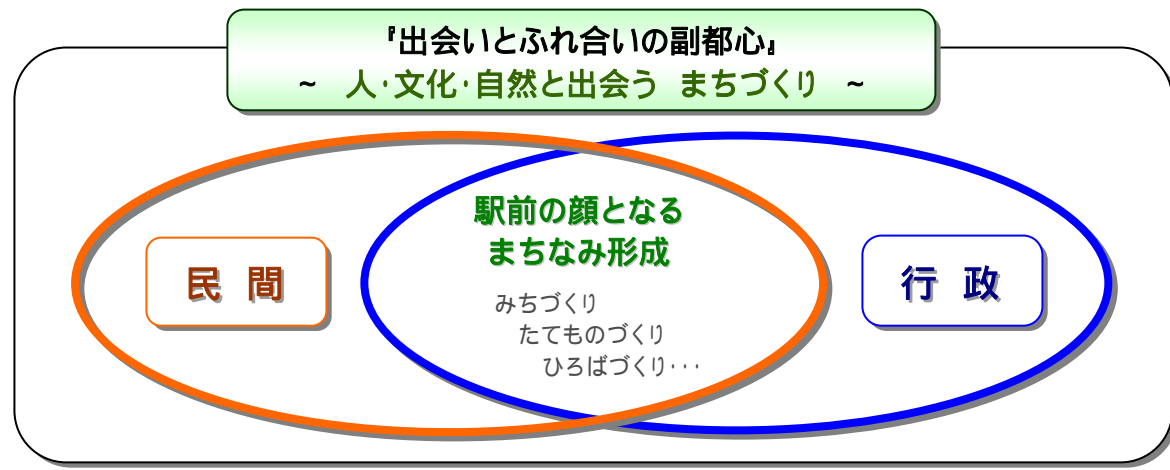 『出会いとふれ合いの副都心』
~ 人・文化・自然と出会う まちづくり ~
駅前の顔となる
まちなみ形成
民 間
行 政
みちづくり
たてものづくり
ひろばづくり・・・